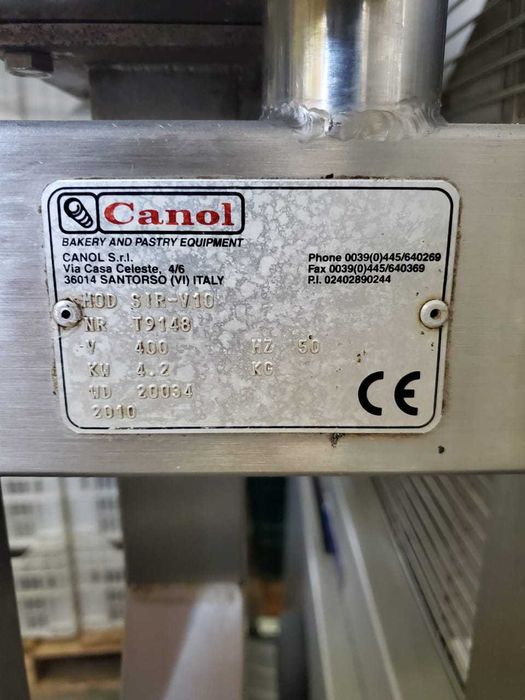 Canol
BAKERY AND PASTRY EQUIPMENT
CANOL S.r.l.
Via Casa Celeste, 4/6
36014 SANTORSO (VI) ITALY
Phone 0039(0)445/640269
Fax 0039(0)445/640369
P.I. 02402890244
MOD SIR-V10
NR T9148
V 400 HZ 50
KW 4.2 KG
WD 20034
2010
CE